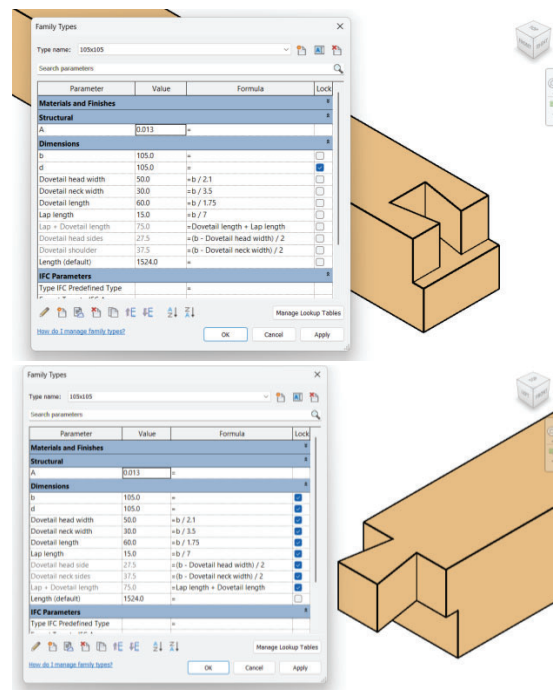 Family Types
Type name: 105x105
Search parameters
Parameter Value Formula Lock
Materials and Finishes
Structural
A 0.013 =
Dimensions
b 105.0 =
d 105.0 =
Dovetail head width 50.0 =b / 2.1
Dovetail neck width 30.0 =b / 3.5
Dovetail length 60.0 =b / 1.75
Lap length 15.0 =b / 7
Lap + Dovetail length 75.0 =Dovetail length + Lap length
Dovetail head sides 27.5 =(b - Dovetail head width) / 2
Dovetail shoulder 37.5 =(b - Dovetail neck width) / 2
Length (default) 1524.0 =
IFC Parameters
Type IFC Predefined Type =
Manage Lookup Tables
How do I manage family types?
OK Cancel Apply
Family Types
Type name: 105x105
Search parameters
Parameter Value Formula Lock
Materials and Finishes
Structural
A 0.013 =
Dimensions
b 105.0 =
d 105.0 =
Dovetail head width 50.0 =b / 2.1
Dovetail neck width 30.0 =b / 3.5
Dovetail length 60.0 =b / 1.75
Lap length 15.0 =b / 7
Dovetail head side 27.5 =(b - Dovetail head width) / 2
Dovetail neck sides 37.5 =(b - Dovetail neck width) / 2
Lap + Dovetail length 75.0 =Lap length + Dovetail length
Length (default) 1524.0 =
IFC Parameters
Type IFC Predefined Type =
Manage Lookup Tables
How do I manage family types?
OK Cancel Apply